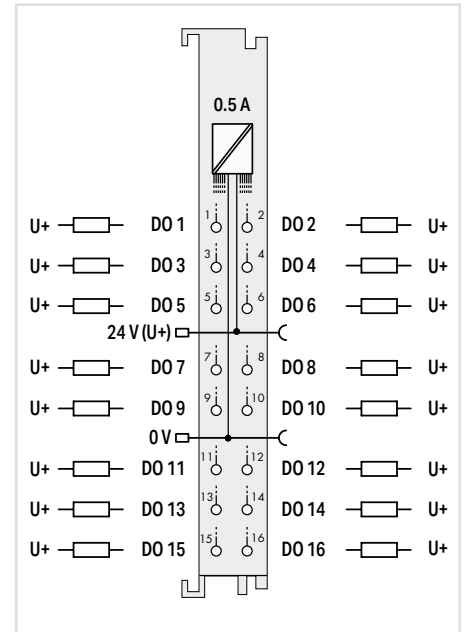 0.5 A
1 2
U+ DO 1 DO 2 U+
3 4
U+ DO 3 DO 4 U+
5 6
U+ DO 5 DO 6 U+
24 V (U+)
7 8
U+ DO 7 DO 8 U+
9 10
U+ DO 9 DO 10 U+
0 V
11 12
U+ DO 11 DO 12 U+
13 14
U+ DO 13 DO 14 U+
15 16
U+ DO 15 DO 16 U+